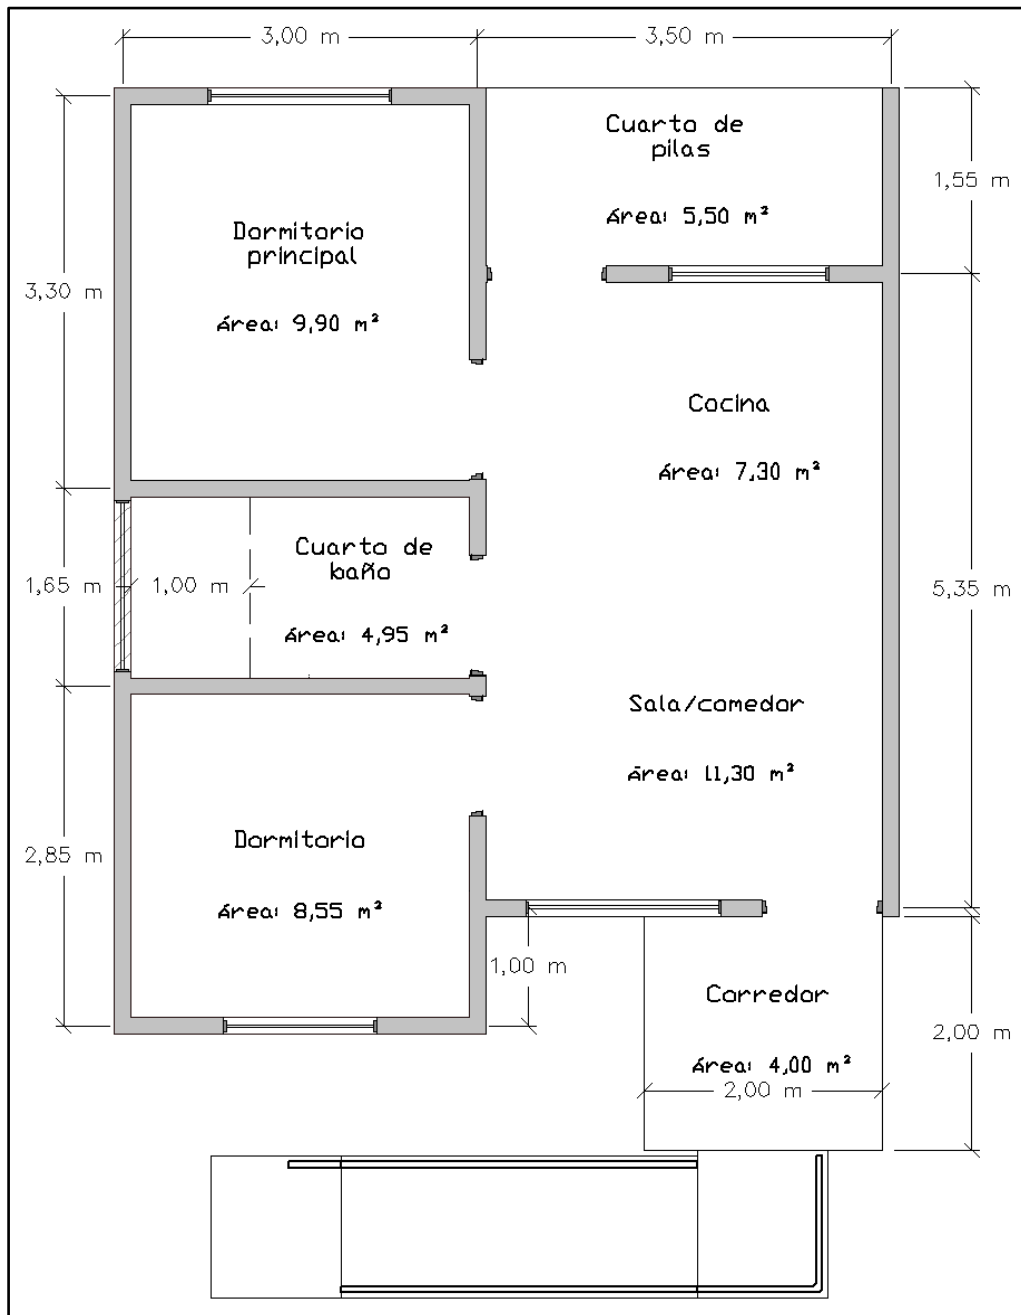 3,00 m
3,50 m
Cuarto de
pilas
Área: 5,50 m²
1,55 m
Dormitorio
principal
Área: 9,90 m²
3,30 m
Cocina
Área: 7,30 m²
Cuarto de
baño
Área: 4,95 m²
1,65 m
1,00 m
5,35 m
Sala/comedor
Área: 11,30 m²
Dormitorio
Área: 8,55 m²
2,85 m
1,00 m
Corredor
Área: 4,00 m²
2,00 m
2,00 m